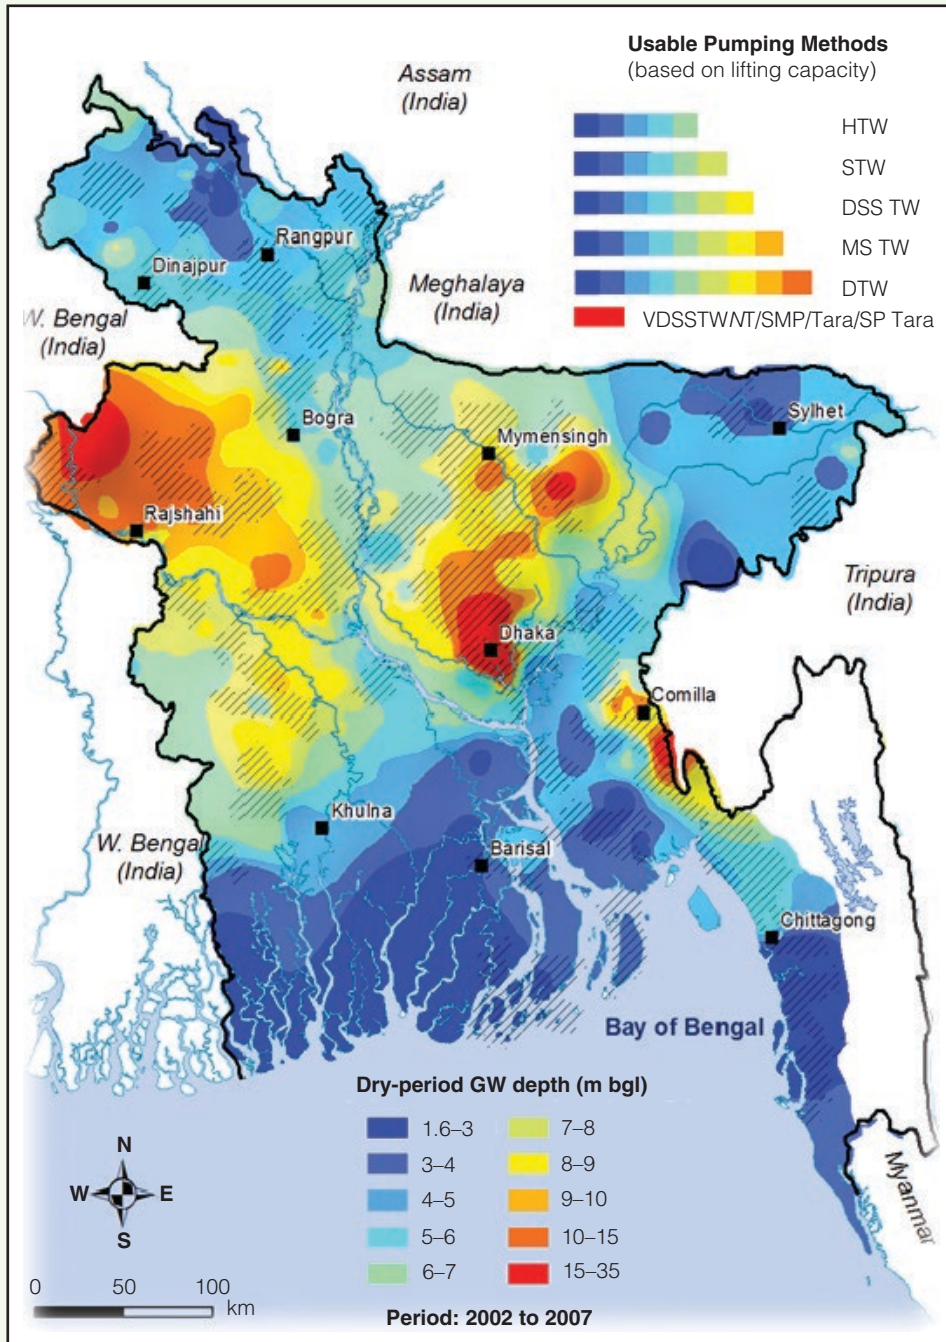 Usable Pumping Methods
(based on lifting capacity)
HTW
STW
DSS TW
MS TW
DTW
VDSSTWNT/SMP/Tara/SP Tara
Assam
(India)
Rangpur
Dinajpur
Meghalaya
(India)
W. Bengal
(India)
Bogra
Mymensingh
Sylhet
Rajshahi
Tripura
(India)
Dhaka
Comilla
Khulna
W. Bengal
(India)
Barisal
Chittagong
Bay of Bengal
Myanmar
Dry-period GW depth (m bgl)
1.6–3
3–4
4–5
5–6
6–7
7–8
8–9
9–10
10–15
15–35
N
W E
S
0 50 100
km
Period: 2002 to 2007